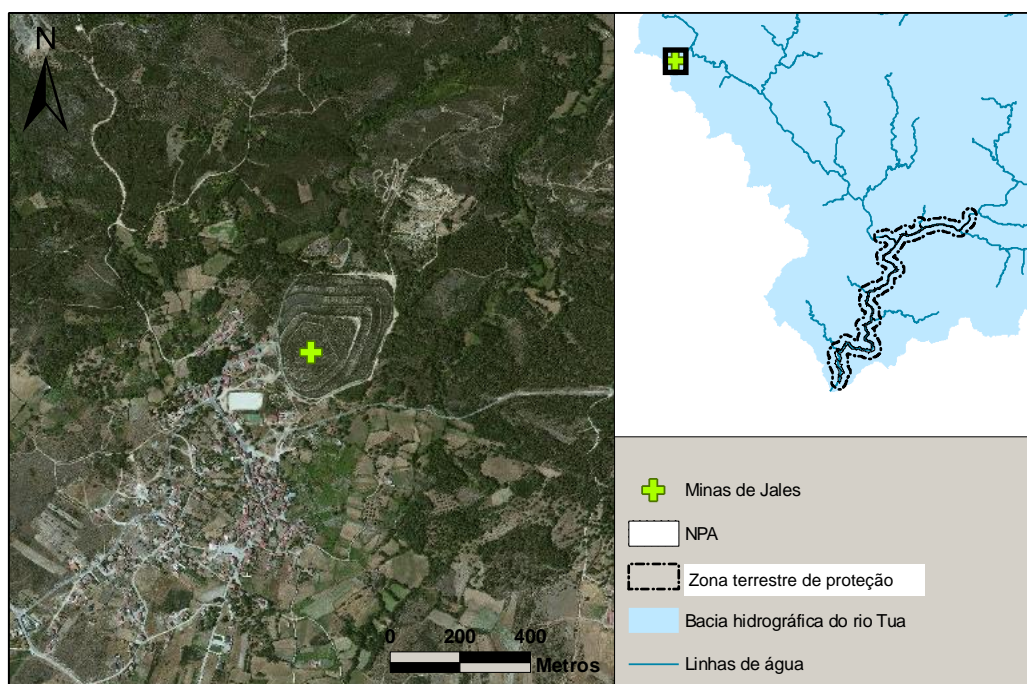 N
0 200 400
Metros
Minas de Jales
NPA
Zona terrestre de proteção
Bacia hidrográfica do rio Tua
Linhas de água